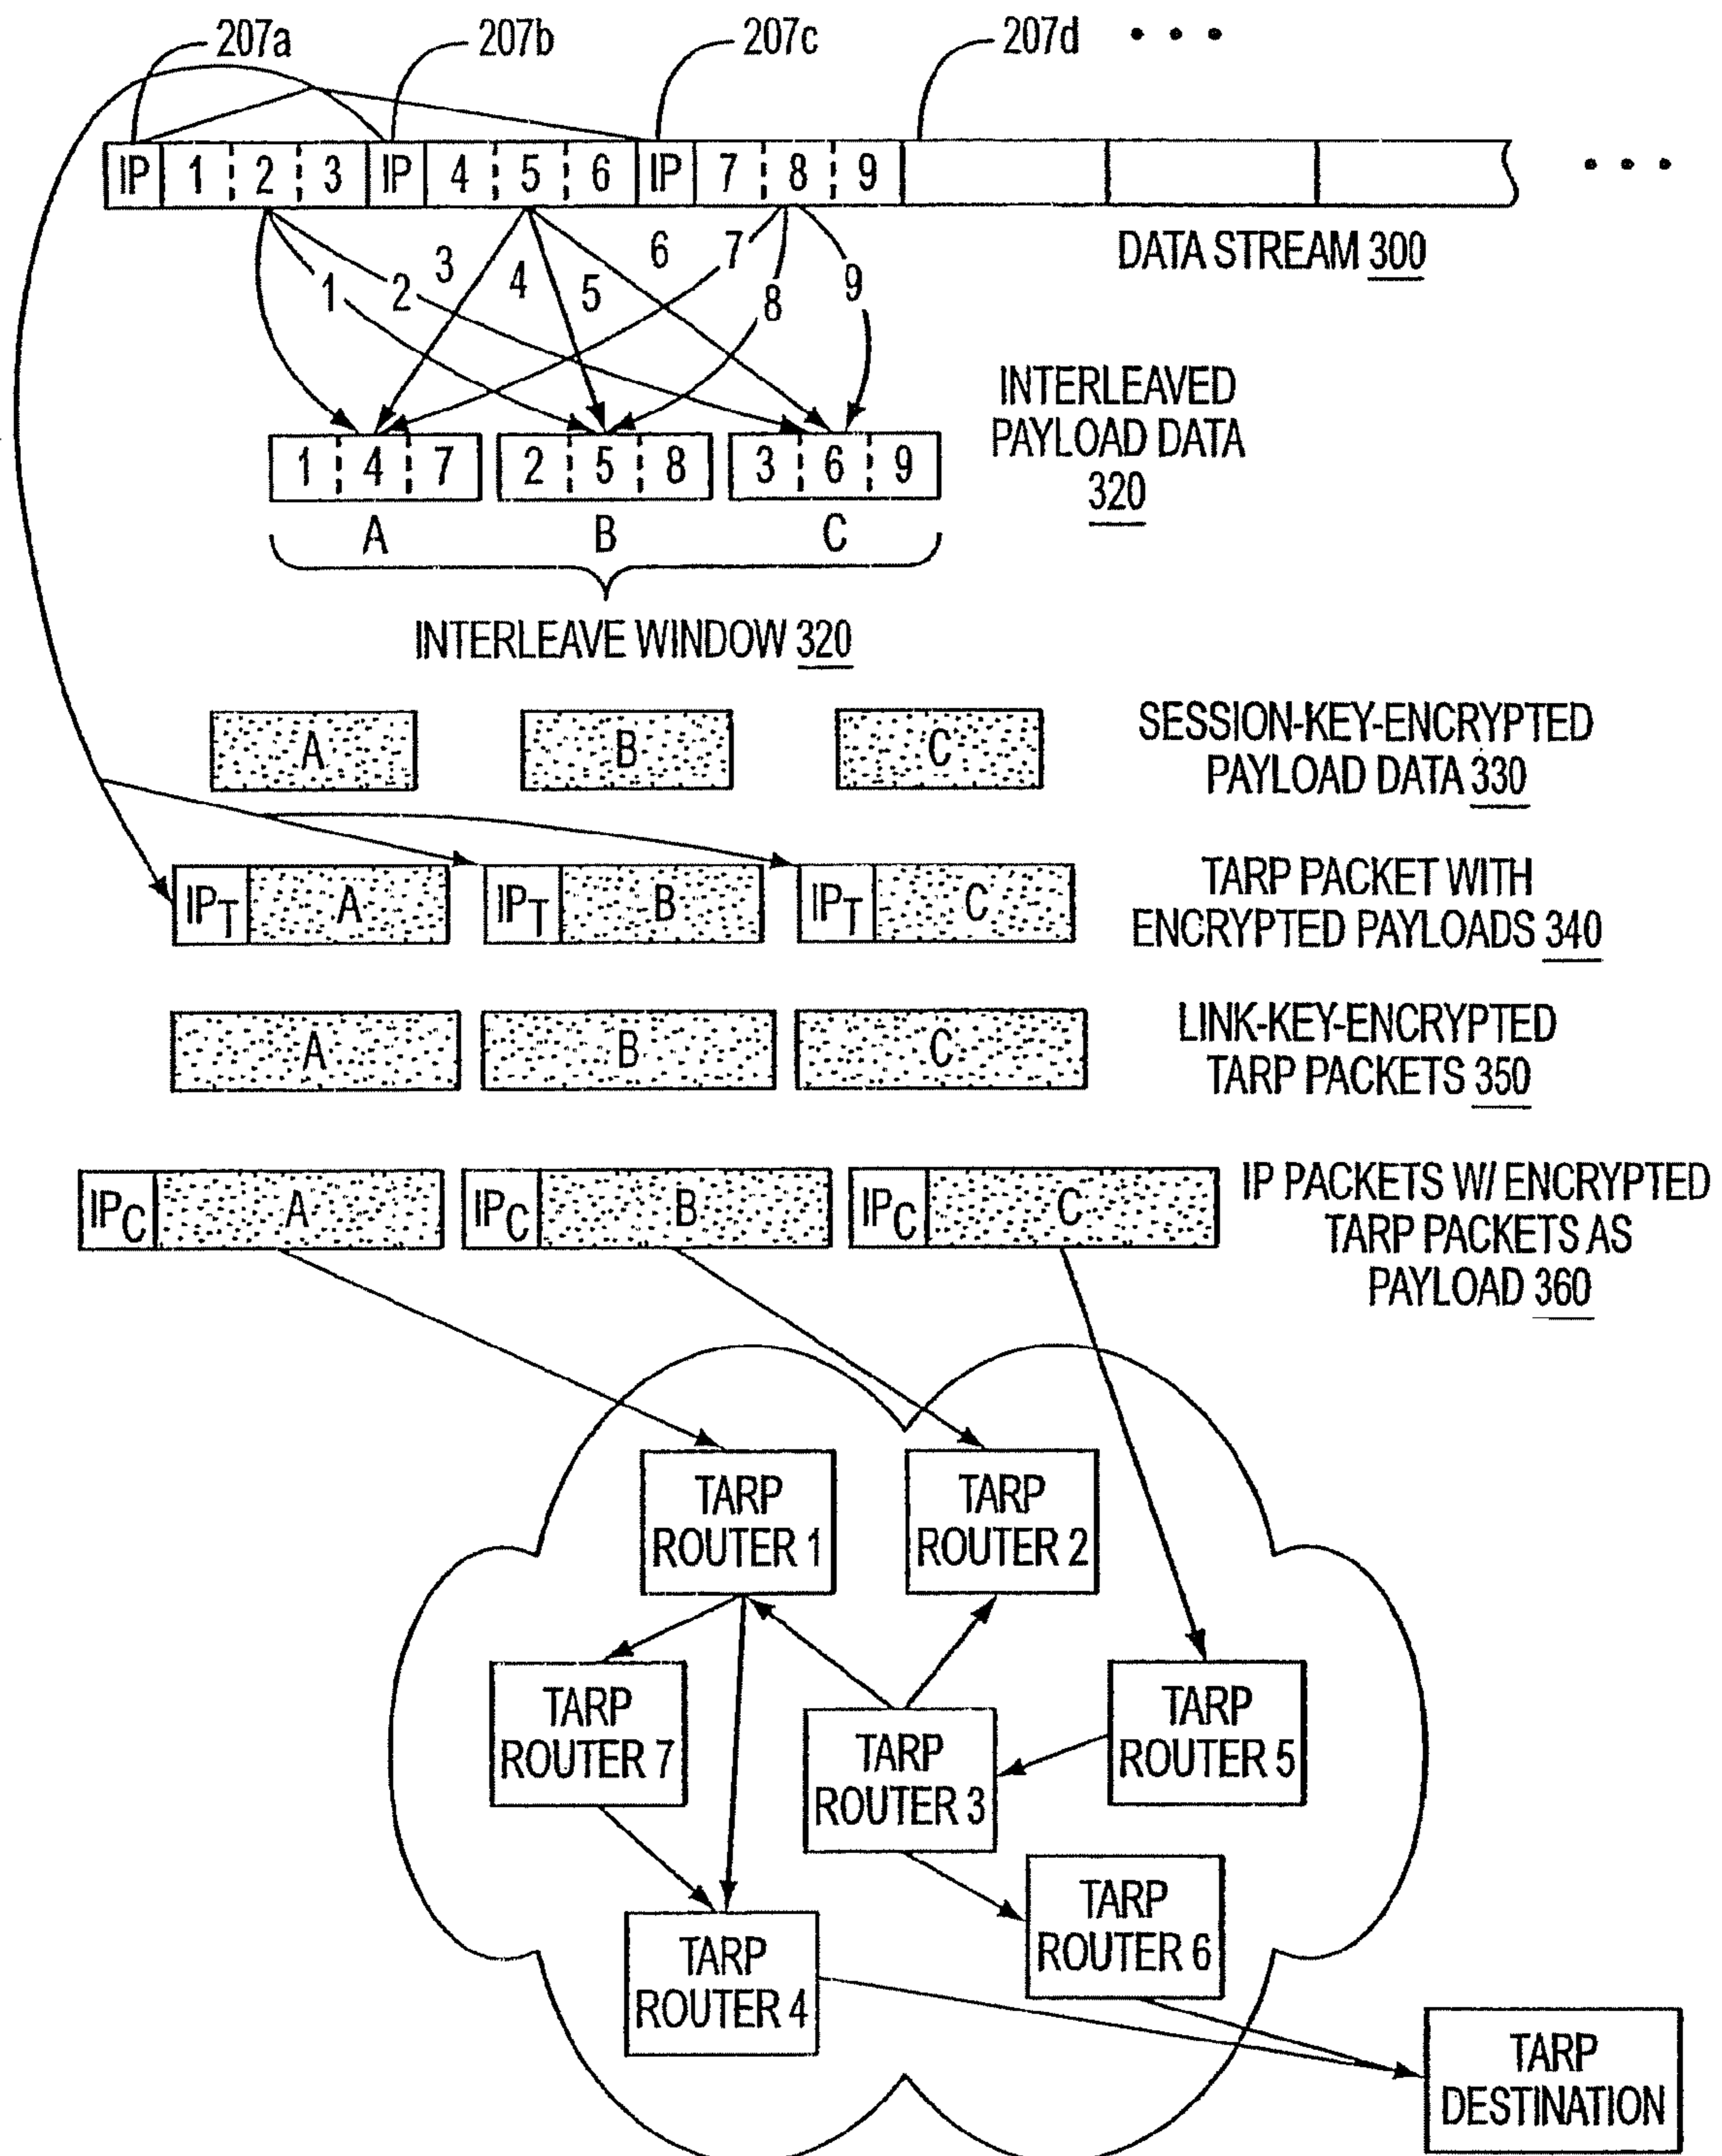 207a 207b 207c 207d • • •
IP 1 2 3 IP 4 5 6 IP 7 8 9 • • •
DATA STREAM 300
1 2 3 4 5 6 7 8 9
INTERLEAVED
PAYLOAD DATA
320
1 4 7 2 5 8 3 6 9
A B C
INTERLEAVE WINDOW 320
A B C
SESSION-KEY-ENCRYPTED
PAYLOAD DATA 330
IPT A IPT B IPT C
TARP PACKET WITH
ENCRYPTED PAYLOADS 340
A B C
LINK-KEY-ENCRYPTED
TARP PACKETS 350
IPC A IPC B IPC C
IP PACKETS W/ ENCRYPTED
TARP PACKETS AS
PAYLOAD 360
TARP
ROUTER 1
TARP
ROUTER 2
TARP
ROUTER 7
TARP
ROUTER 3
TARP
ROUTER 5
TARP
ROUTER 4
TARP
ROUTER 6
TARP
DESTINATION